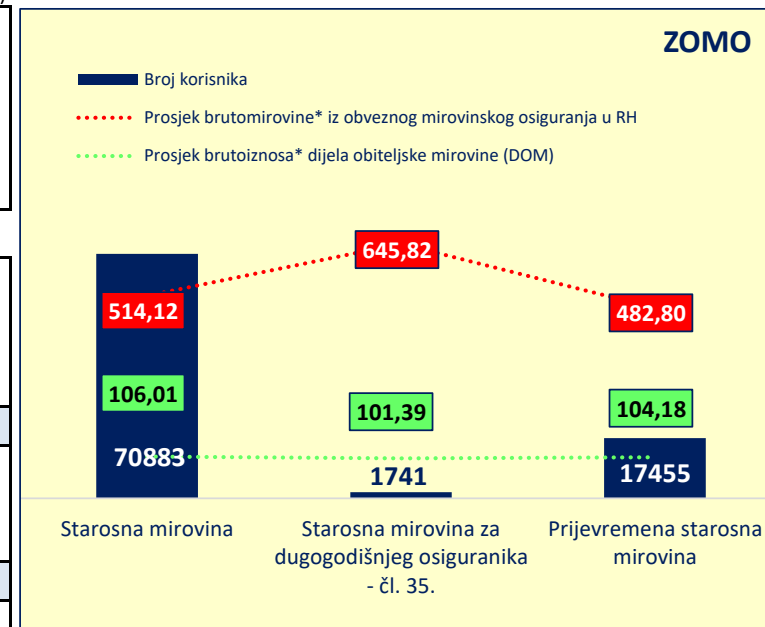 ZOMO
Broj korisnika
Prosjek brutomirovine* iz obveznog mirovinskog osiguranja u RH
Prosjek brutoiznosa* dijela obiteljske mirovine (DOM)
645,82
514,12
482,80
106,01
101,39
104,18
70883
1741
17455
Starosna mirovina
Starosna mirovina za
dugogodišnjeg osiguranika
- čl. 35.
Prijevremena starosna
mirovina